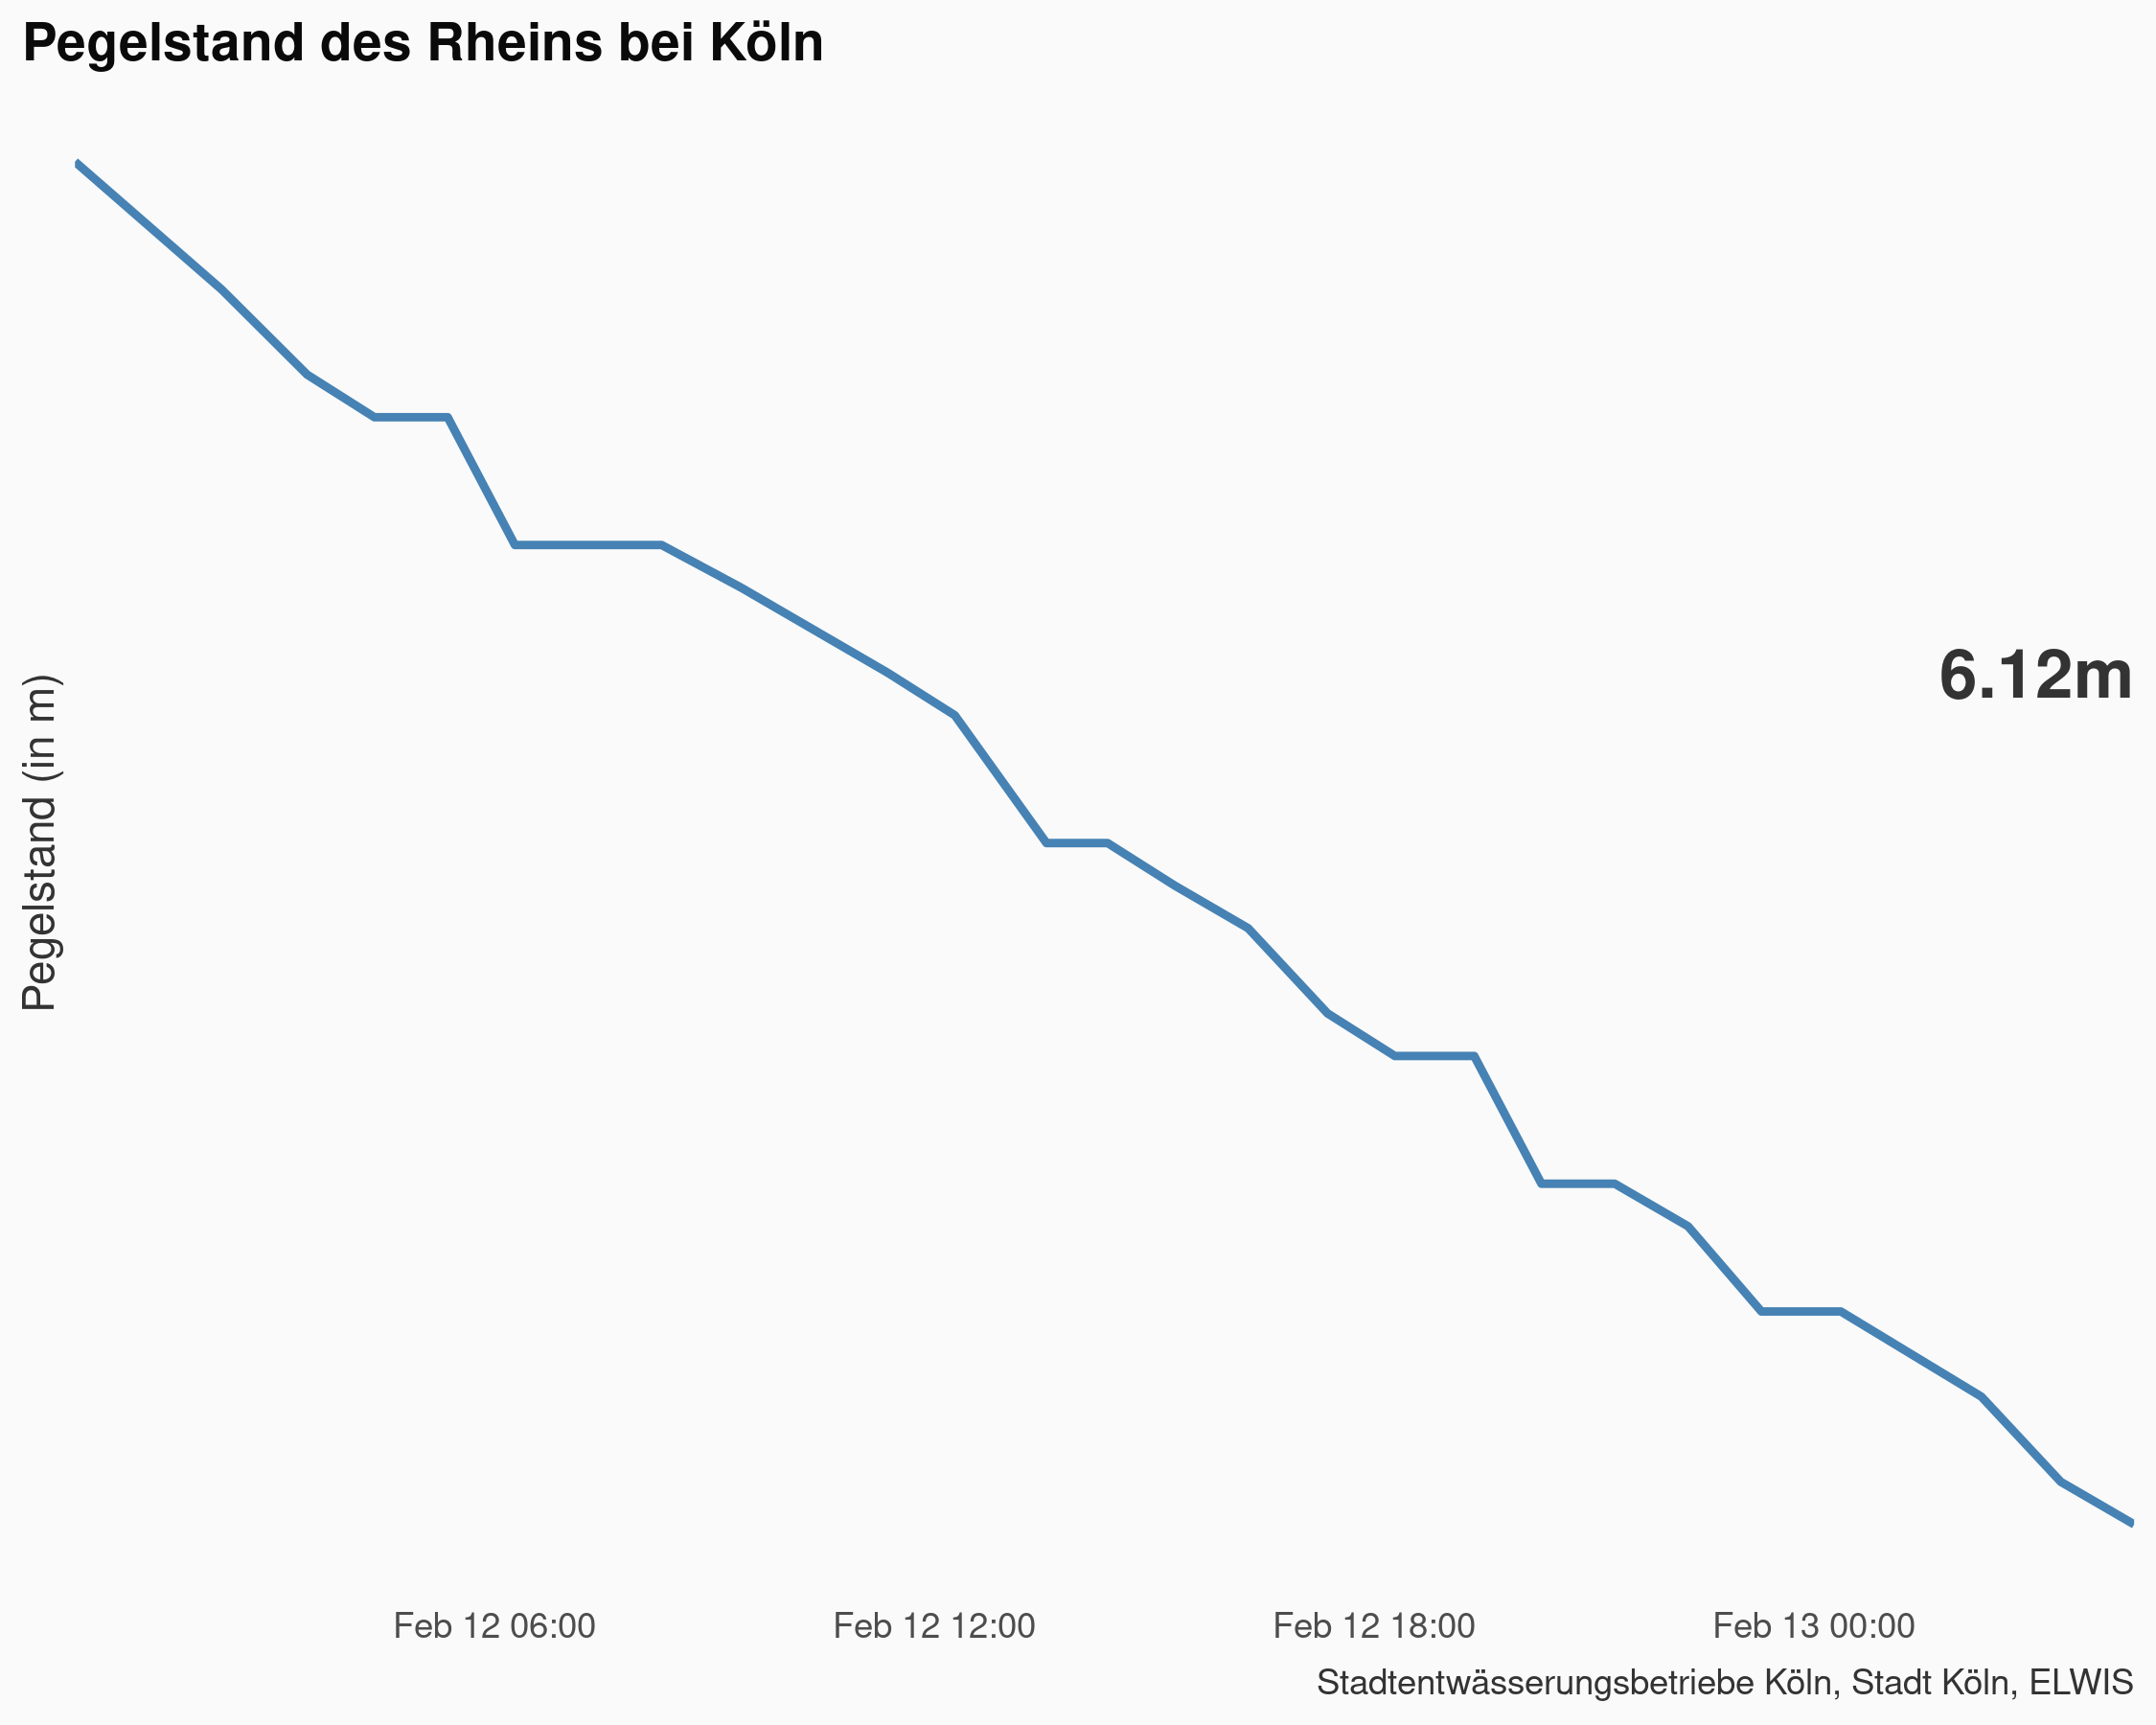 Pegelstand des Rheins bei Köln
Pegelstand (in m)
6.12m
Feb 12 06:00
Feb 12 12:00
Feb 12 18:00
Feb 13 00:00
Stadtentwässerungsbetriebe Köln, Stadt Köln, ELWIS